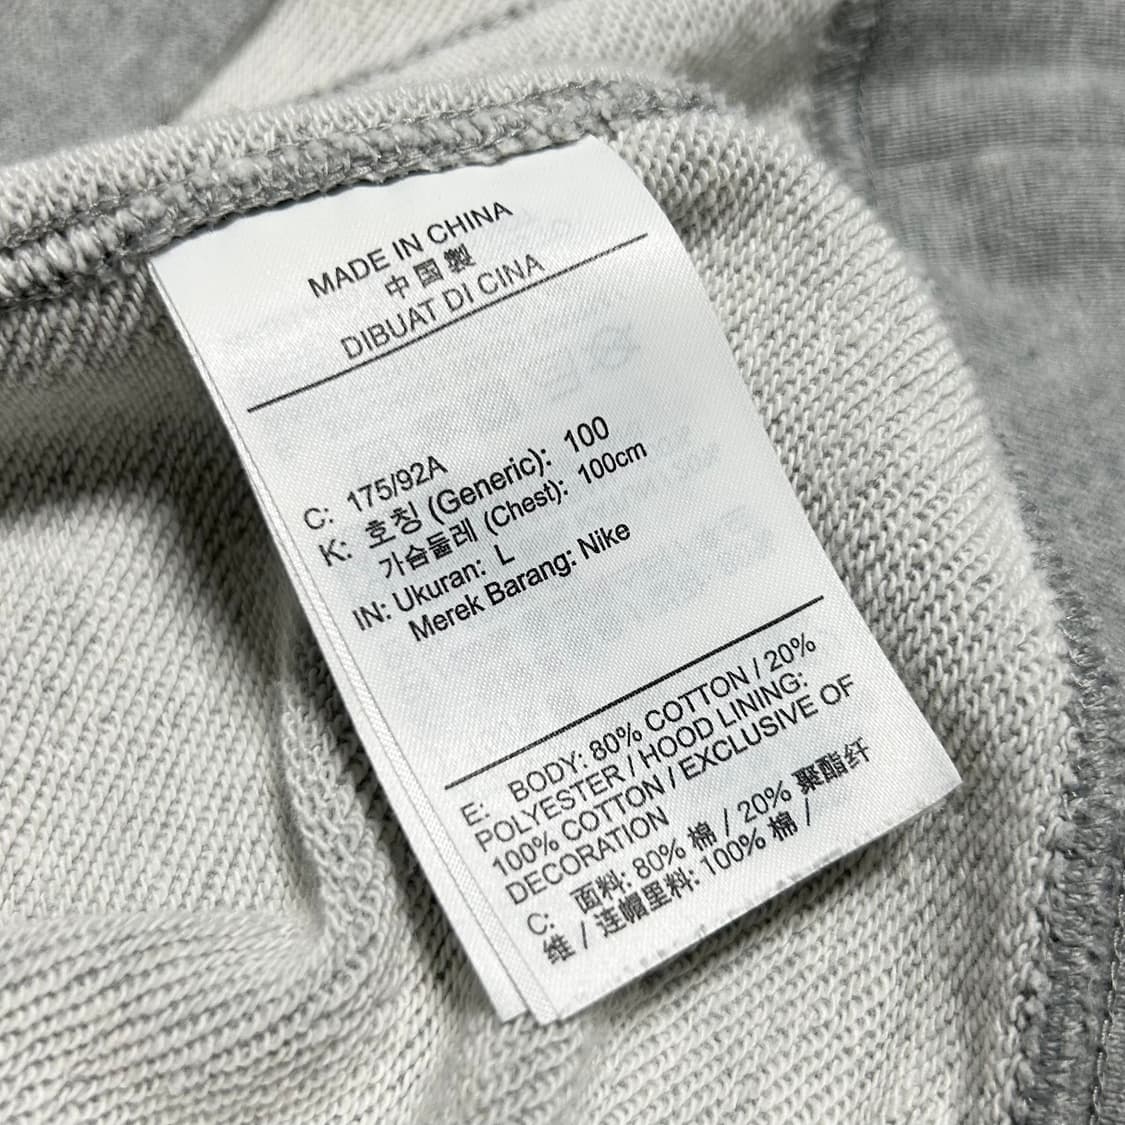 MADE IN CHINA
中国製
DIBUAT DI CINA
C: 175/92A
K: 호칭 (Generic): 100
가슴둘레 (Chest): 100cm
IN: Ukuran: L
Merek Barang: Nike
E: BODY: 80% COTTON / 20%
POLYESTER / HOOD LINING:
100% COTTON / EXCLUSIVE OF
DECORATION
C: 面料: 80% 棉 / 20% 聚酯纤
维 / 连帽里料: 100% 棉 /